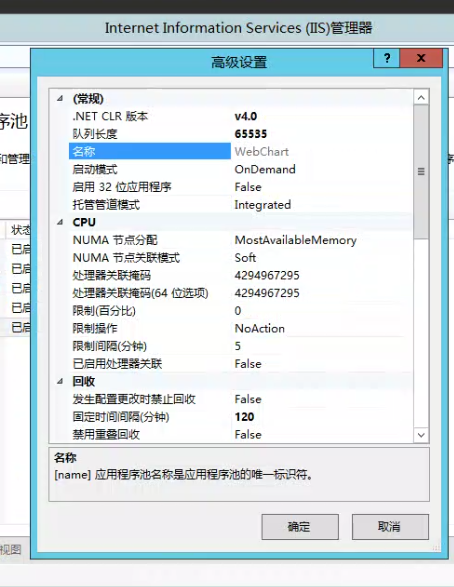 Internet Information Services (IIS)管理器
高级设置
? x
(常规)
.NET CLR 版本 v4.0
队列长度 65535
名称 WebChart
启动模式 OnDemand
启用 32 位应用程序 False
托管管道模式 Integrated
CPU
NUMA 节点分配 MostAvailableMemory
NUMA 节点关联模式 Soft
处理器关联掩码 4294967295
处理器关联掩码(64 位选项) 4294967295
限制(百分比) 0
限制操作 NoAction
限制间隔(分钟) 5
已启用处理器关联 False
回收
发生配置更改时禁止回收 False
固定时间间隔(分钟) 120
禁用重叠回收 False
名称
[name] 应用程序池名称是应用程序池的唯一标识符。
确定 取消
序池
和管理
状态
已启
已启
已启
已启
已启
视图